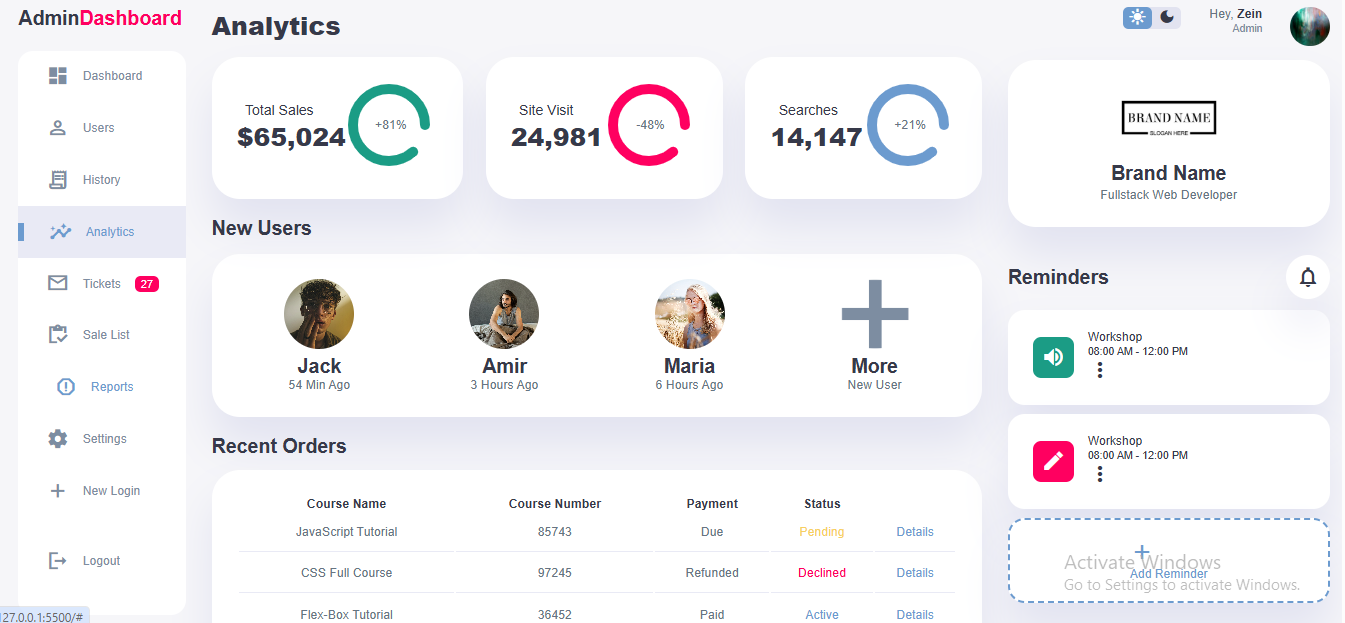 AdminDashboard
Dashboard
Users
History
Analytics
Tickets 27
Sale List
Reports
Settings
New Login
Logout
127.0.0.1:5500/#
Analytics
Total Sales
$65,024
+81%
Site Visit
24,981
-48%
Searches
14,147
+21%
New Users
Jack
54 Min Ago
Amir
3 Hours Ago
Maria
6 Hours Ago
More
New User
Recent Orders
Course Name Course Number Payment Status
JavaScript Tutorial 85743 Due Pending Details
CSS Full Course 97245 Refunded Declined Details
Flex-Box Tutorial 36452 Paid Active Details
Hey, Zein
Admin
BRAND NAME
SLOGAN HERE
Brand Name
Fullstack Web Developer
Reminders
Workshop
08:00 AM - 12:00 PM
Workshop
08:00 AM - 12:00 PM
Add Reminder
Activate Windows
Go to Settings to activate Windows.